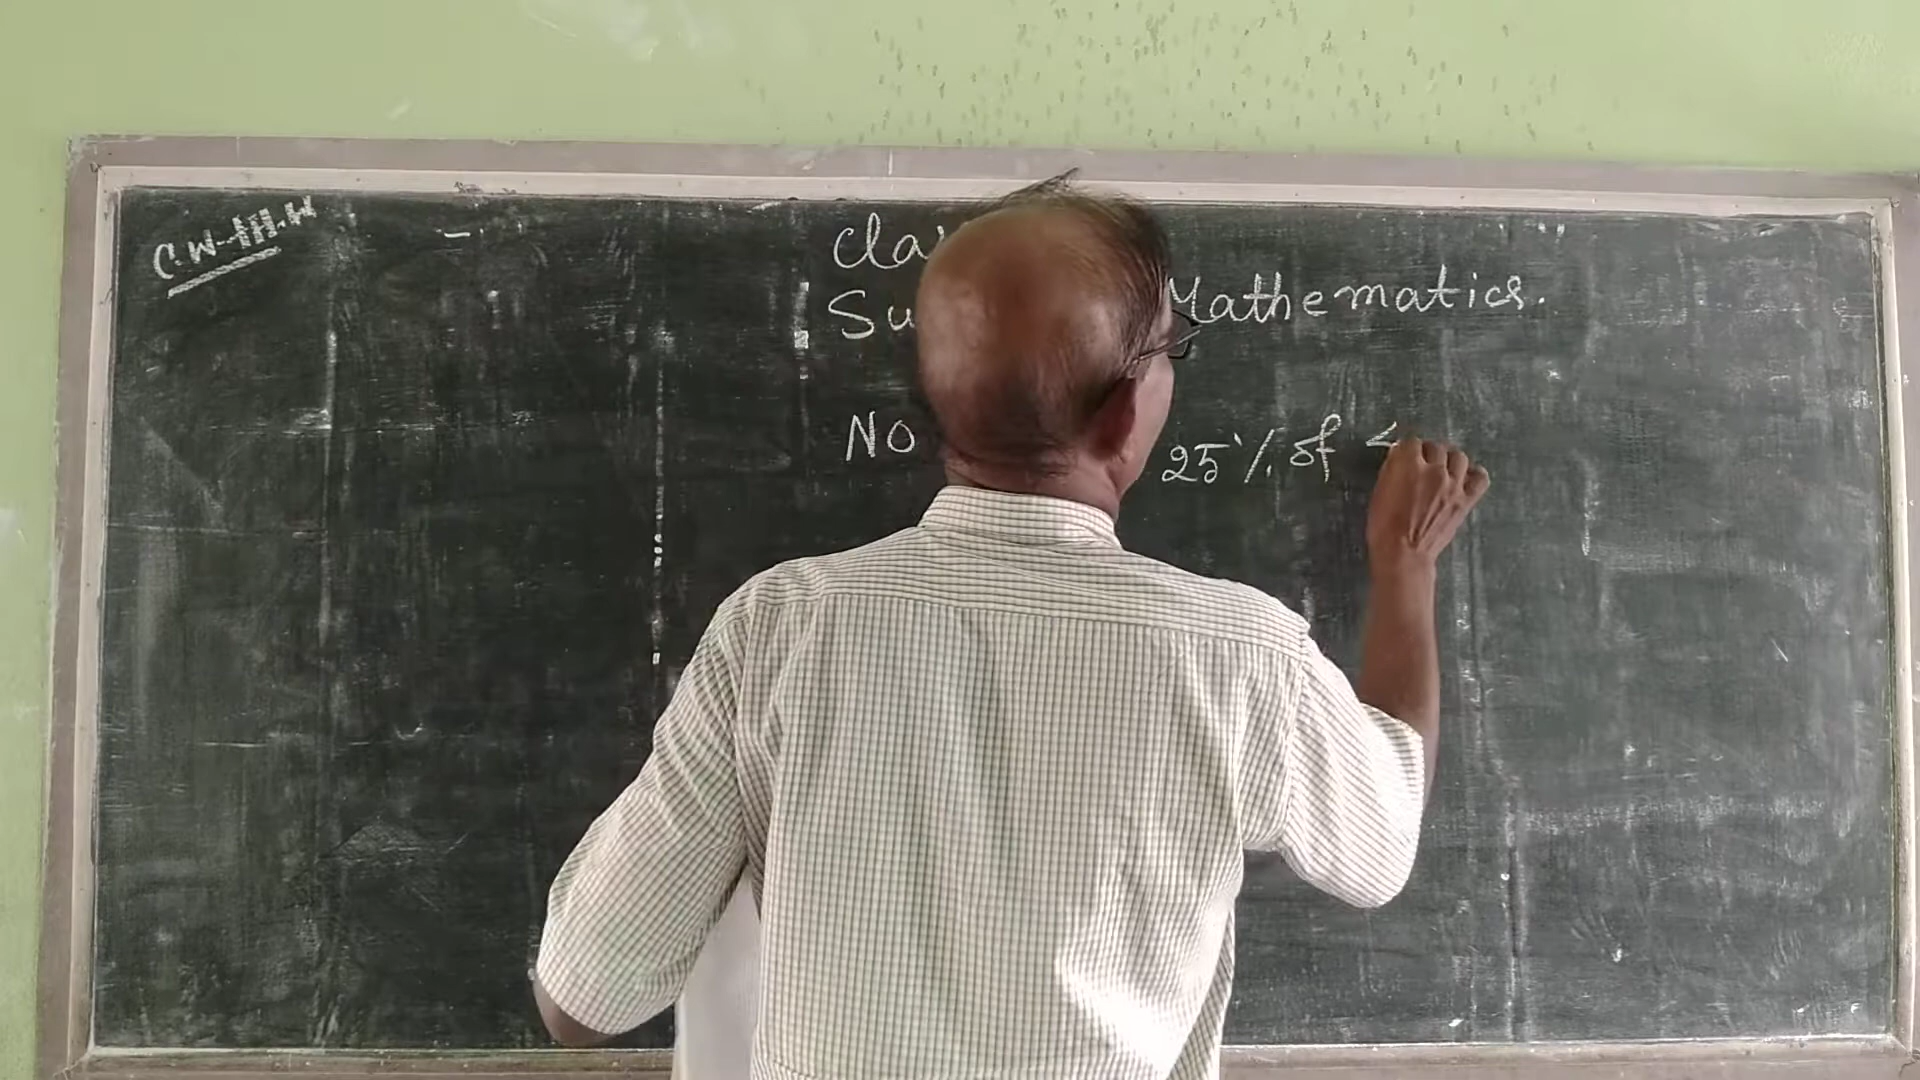 C.W-III-W
Cla
Su Mathematics.
No 25% of